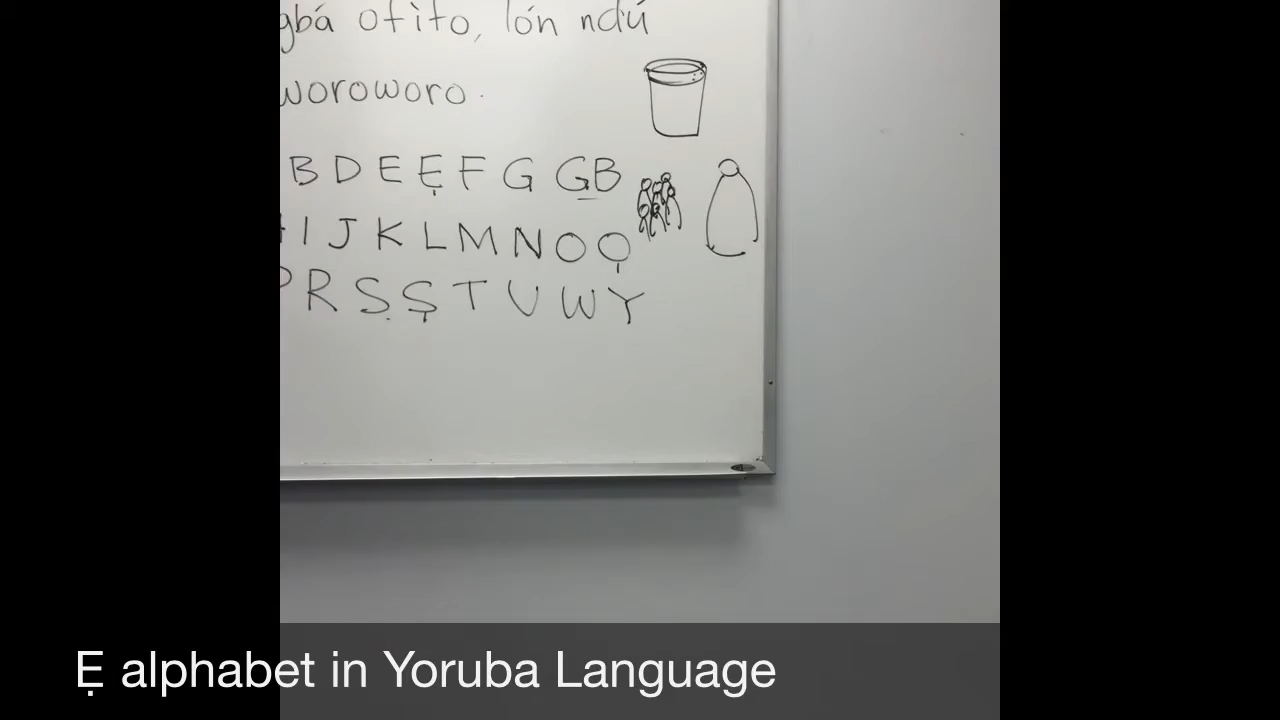 gbá ofifo, lón ndú
woroworo.
B D E Ẹ F G GB
H I J K L M N O Ọ
P R Ṣ Ṣ T U W Y
Ẹ alphabet in Yoruba Language